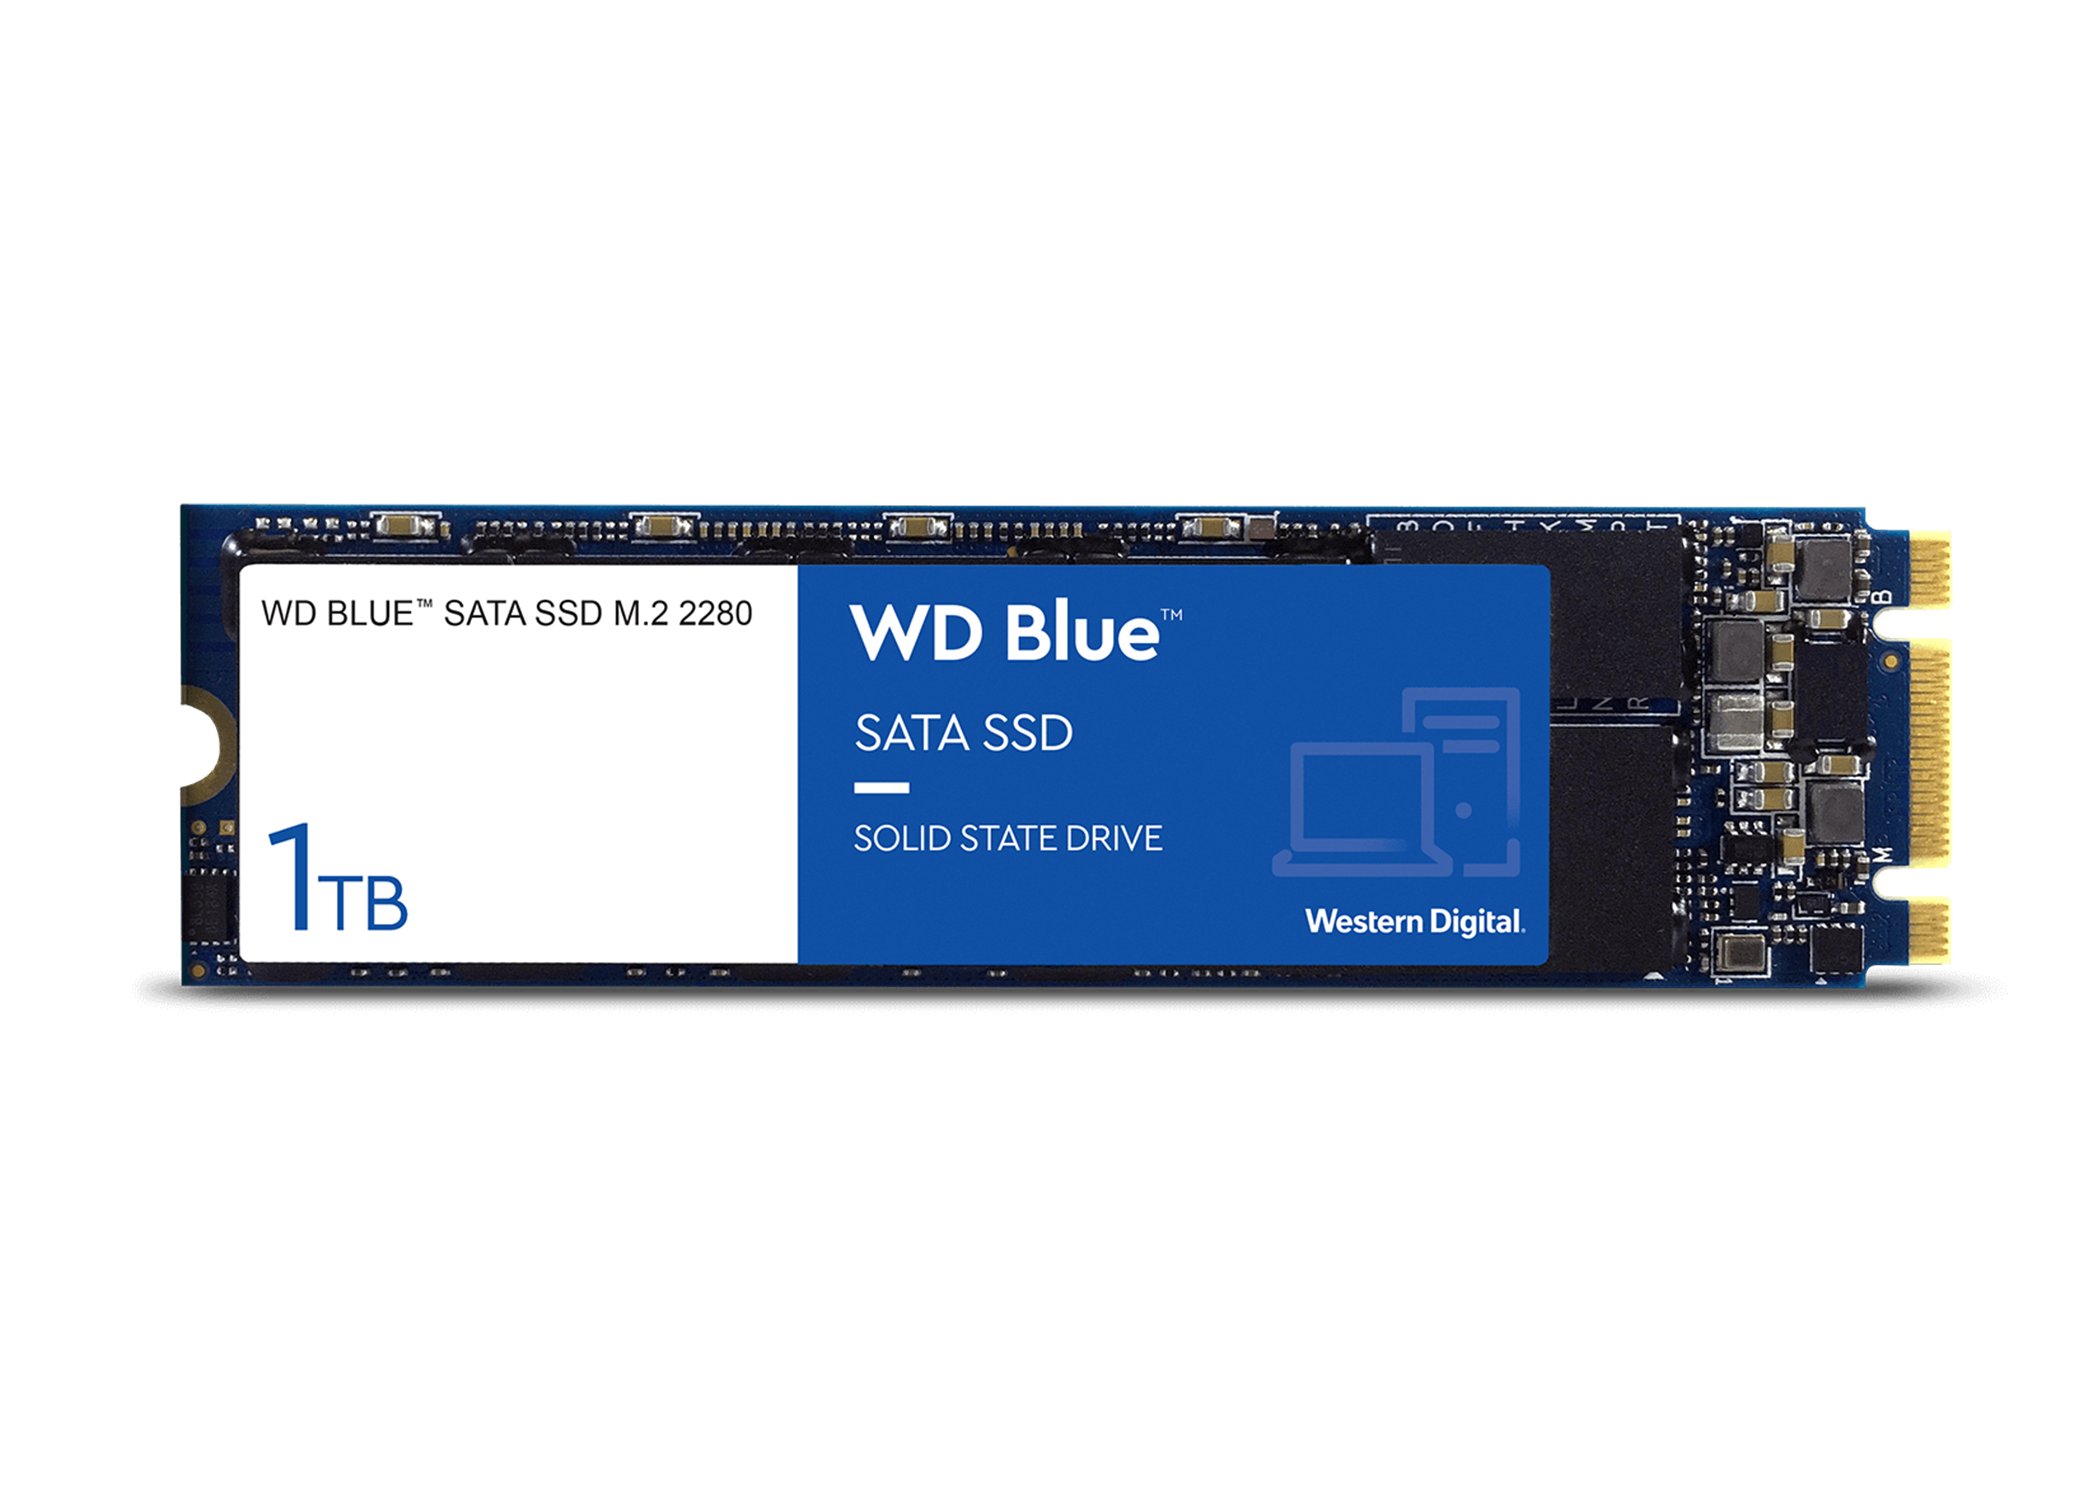 WD BLUE™ SATA SSD M.2 2280
1TB
WD Blue™
SATA SSD
SOLID STATE DRIVE
Western Digital.
B
M